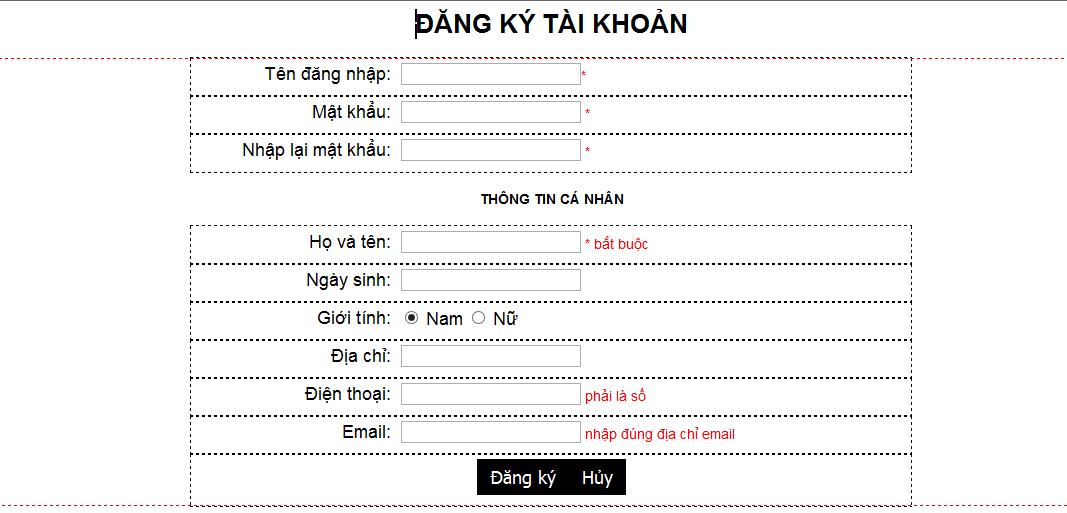 ĐĂNG KÝ TÀI KHOẢN
Tên đăng nhập: *
Mật khẩu: *
Nhập lại mật khẩu: *
THÔNG TIN CÁ NHÂN
Họ và tên: * bắt buộc
Ngày sinh:
Giới tính: Nam Nữ
Địa chỉ:
Điện thoại: phải là số
Email: nhập đúng địa chỉ email
Đăng ký Hủy